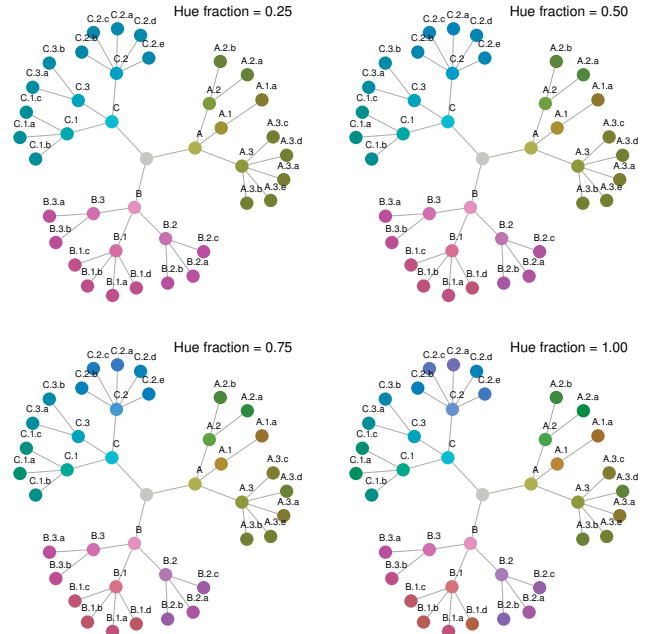 Hue fraction = 0.25
C.2.c
C.2.a
C.2.d
C.2.b
C.2.e
C.2
C.3.b
C.3.a
C.3
C.1.c
C.1.a
C.1
C.1.b
C
A.2.b
A.2.a
A.2
A.1.a
A.1
A
A.3.c
A.3.d
A.3
A.3.a
A.3.b
A.3.e
B
B.3.a
B.3
B.3.b
B.1
B.2
B.2.c
B.1.c
B.1.b
B.1.a
B.1.d
B.2.b
B.2.a
Hue fraction = 0.50
C.2.c
C.2.a
C.2.d
C.2.b
C.2.e
C.2
C.3.b
C.3.a
C.3
C.1.c
C.1.a
C.1
C.1.b
C
A.2.b
A.2.a
A.2
A.1.a
A.1
A
A.3.c
A.3.d
A.3
A.3.a
A.3.b
A.3.e
B
B.3.a
B.3
B.3.b
B.1
B.2
B.2.c
B.1.c
B.1.b
B.1.a
B.1.d
B.2.b
B.2.a
Hue fraction = 0.75
C.2.c
C.2.a
C.2.d
C.2.b
C.2.e
C.2
C.3.b
C.3.a
C.3
C.1.c
C.1.a
C.1
C.1.b
C
A.2.b
A.2.a
A.2
A.1.a
A.1
A
A.3.c
A.3.d
A.3
A.3.a
A.3.b
A.3.e
B
B.3.a
B.3
B.3.b
B.1
B.2
B.2.c
B.1.c
B.1.b
B.1.a
B.1.d
B.2.b
B.2.a
Hue fraction = 1.00
C.2.c
C.2.a
C.2.d
C.2.b
C.2.e
C.2
C.3.b
C.3.a
C.3
C.1.c
C.1.a
C.1
C.1.b
C
A.2.b
A.2.a
A.2
A.1.a
A.1
A
A.3.c
A.3.d
A.3
A.3.a
A.3.b
A.3.e
B
B.3.a
B.3
B.3.b
B.1
B.2
B.2.c
B.1.c
B.1.b
B.1.a
B.1.d
B.2.b
B.2.a